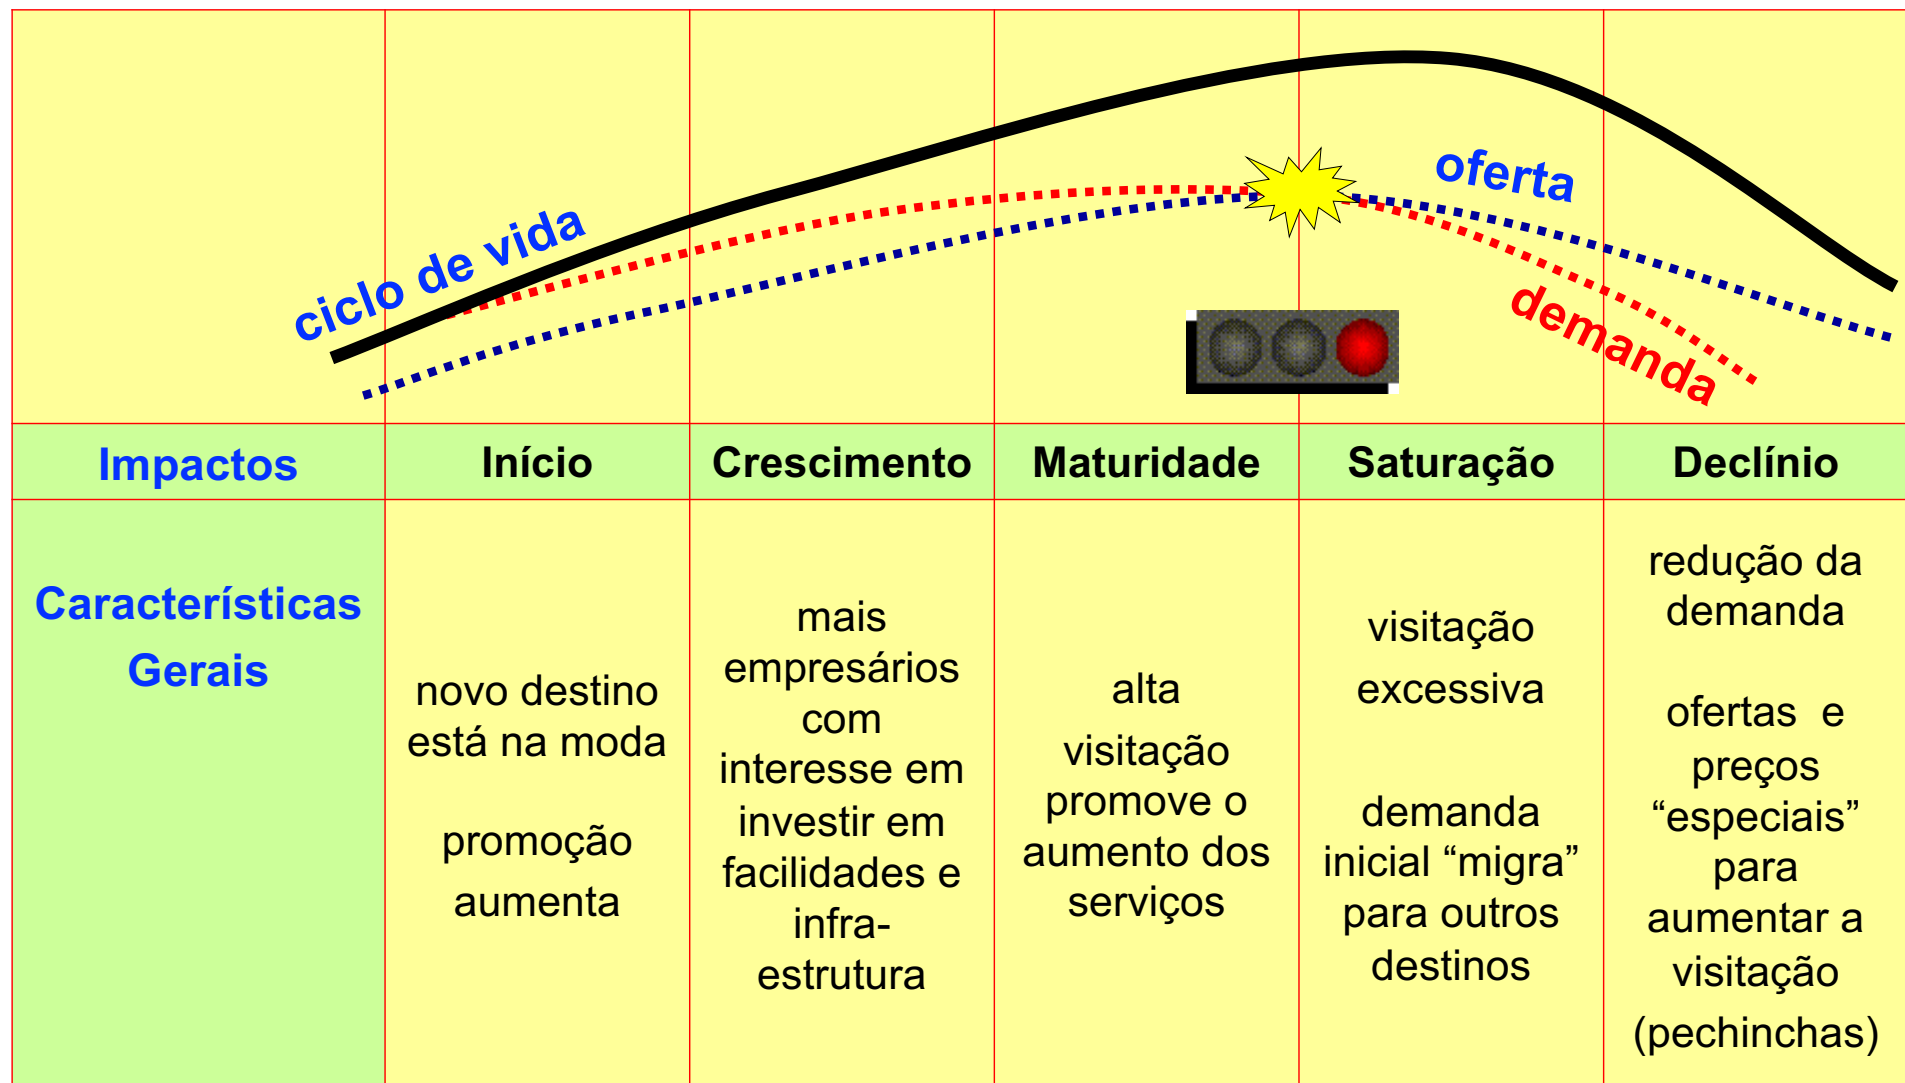 ciclo de vida
oferta
demanda
Impactos
Início
Crescimento
Maturidade
Saturação
Declínio
Características
Gerais
novo destino
está na moda
promoção
aumenta
mais
empresários
com
interesse em
investir em
facilidades e
infra-
estrutura
alta
visitação
promove o
aumento dos
serviços
visitação
excessiva
demanda
inicial “migra”
para outros
destinos
redução da
demanda
ofertas e
preços
“especiais”
para
aumentar a
visitação
(pechinchas)